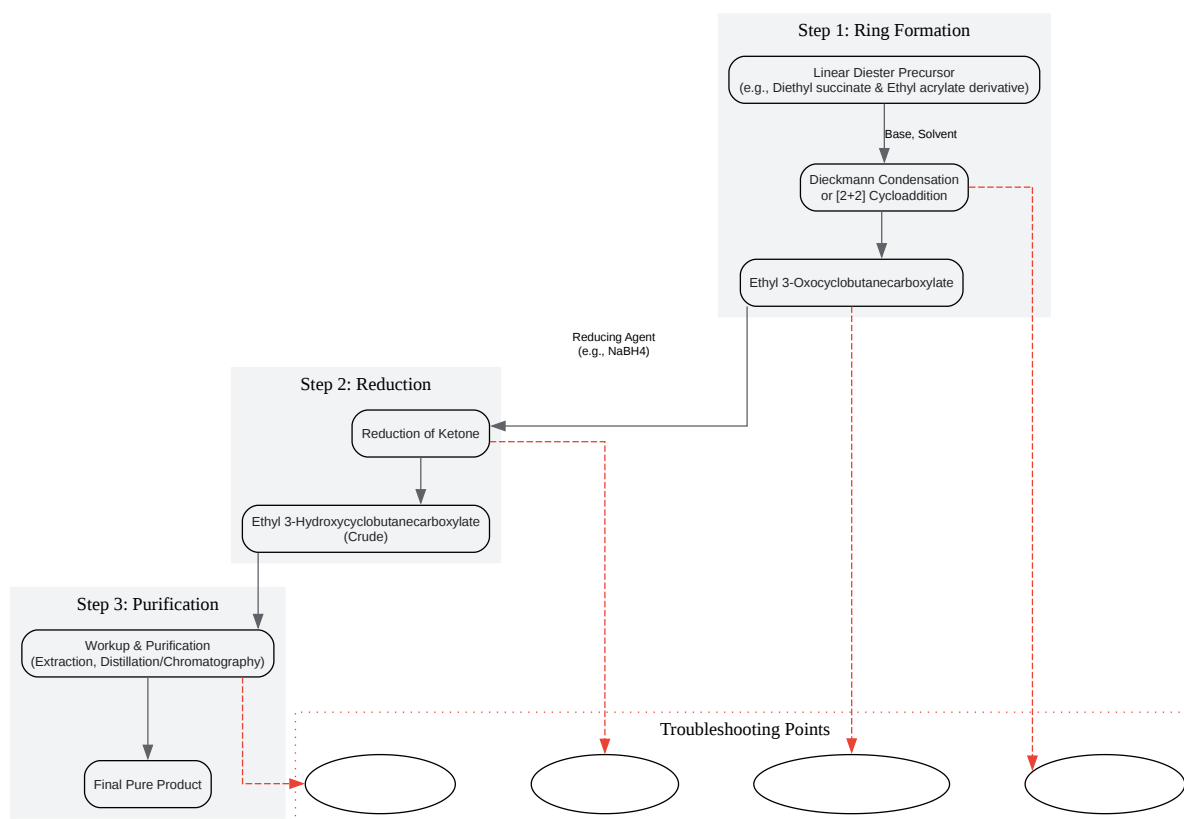 Step 1: Ring Formation
Linear Diester Precursor
(e.g., Diethyl succinate & Ethyl acrylate derivative)
Base, Solvent
Dieckmann Condensation
or [2+2] Cycloaddition
Ethyl 3-Oxocyclobutanecarboxylate
Reducing Agent
(e.g., NaBH4)
Step 2: Reduction
Reduction of Ketone
Ethyl 3-Hydroxycyclobutanecarboxylate
(Crude)
Step 3: Purification
Workup & Purification
(Extraction, Distillation/Chromatography)
Final Pure Product
Troubleshooting Points